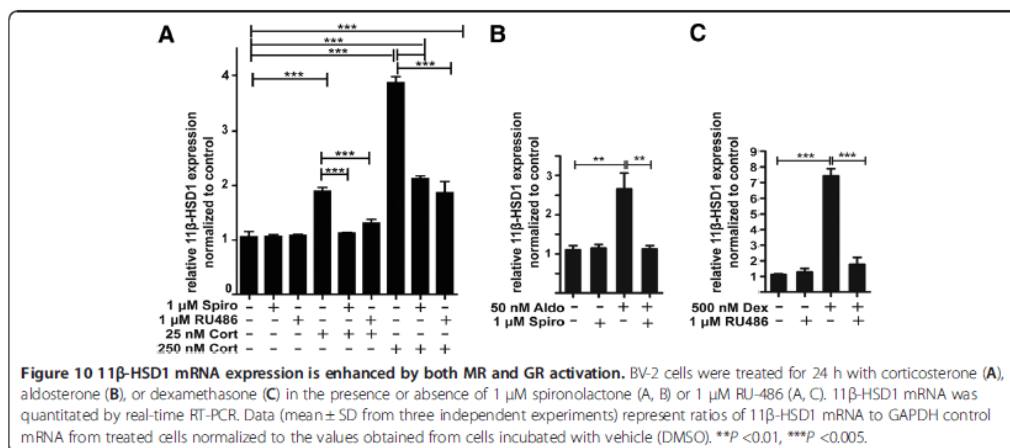 A
B
C
***
***
***
***
***
***
***
relative 11β-HSD1 expression
normalized to control
4
3
2
1
0
1 µM Spiro - + - - + - - + -
1 µM RU486 - - + - - + - - +
25 nM Cort - - - + + + - - -
250 nM Cort - - - - - - + + +
** **
relative 11β-HSD1 expression
normalized to control
3
2
1
50 nM Aldo - - + +
1 µM Spiro - + - +
*** ***
relative 11β-HSD1 expression
normalized to control
9
8
7
6
5
4
3
2
1
500 nM Dex - - + +
1 µM RU486 - + - +
Figure 10 11β-HSD1 mRNA expression is enhanced by both MR and GR activation. BV-2 cells were treated for 24 h with corticosterone (A),
aldosterone (B), or dexamethasone (C) in the presence or absence of 1 µM spironolactone (A, B) or 1 µM RU-486 (A, C). 11β-HSD1 mRNA was
quantitated by real-time RT-PCR. Data (mean ± SD from three independent experiments) represent ratios of 11β-HSD1 mRNA to GAPDH control
mRNA from treated cells normalized to the values obtained from cells incubated with vehicle (DMSO). **P <0.01, ***P <0.005.